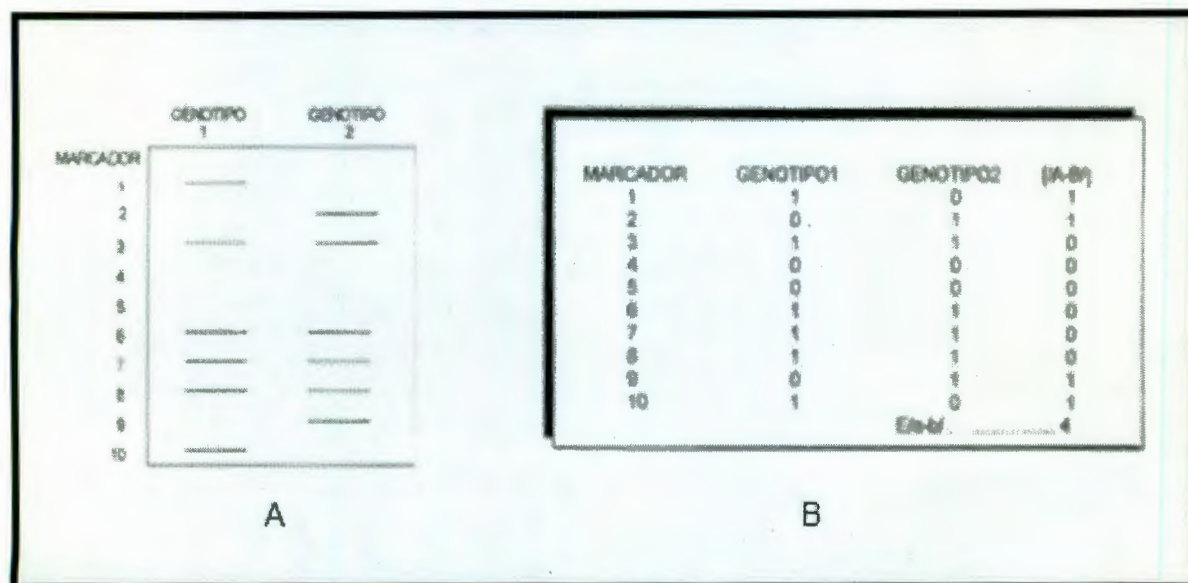 GENOTIPO GENOTIPO
1 2
MARCADOR
1
2
3
4
5
6
7
8
9
10
A
MARCADOR GENOTIPO1 GENOTIPO2 (/A-B/)
1 1 0 1
2 0 1 1
3 1 1 0
4 0 0 0
5 0 0 0
6 1 1 0
7 1 1 0
8 1 1 0
9 0 1 1
10 1 0 1
4
B